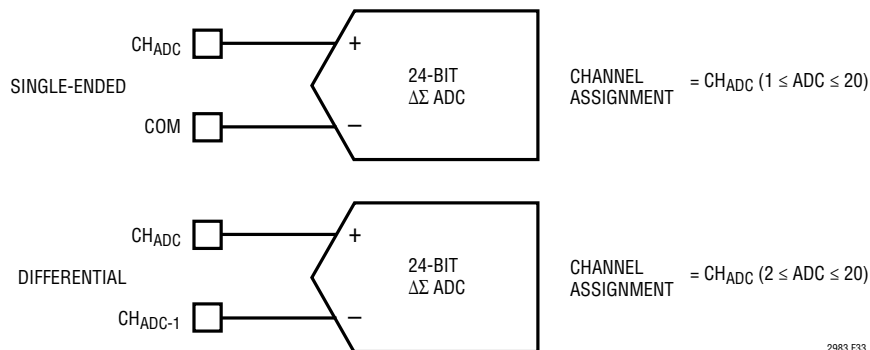 CHADC
+
SINGLE-ENDED
24-BIT
ΔΣ ADC
CHANNEL
ASSIGNMENT
= CHADC (1 ≤ ADC ≤ 20)
COM
–
CHADC
+
DIFFERENTIAL
24-BIT
ΔΣ ADC
CHANNEL
ASSIGNMENT
= CHADC (2 ≤ ADC ≤ 20)
CHADC-1
–
2983 F33